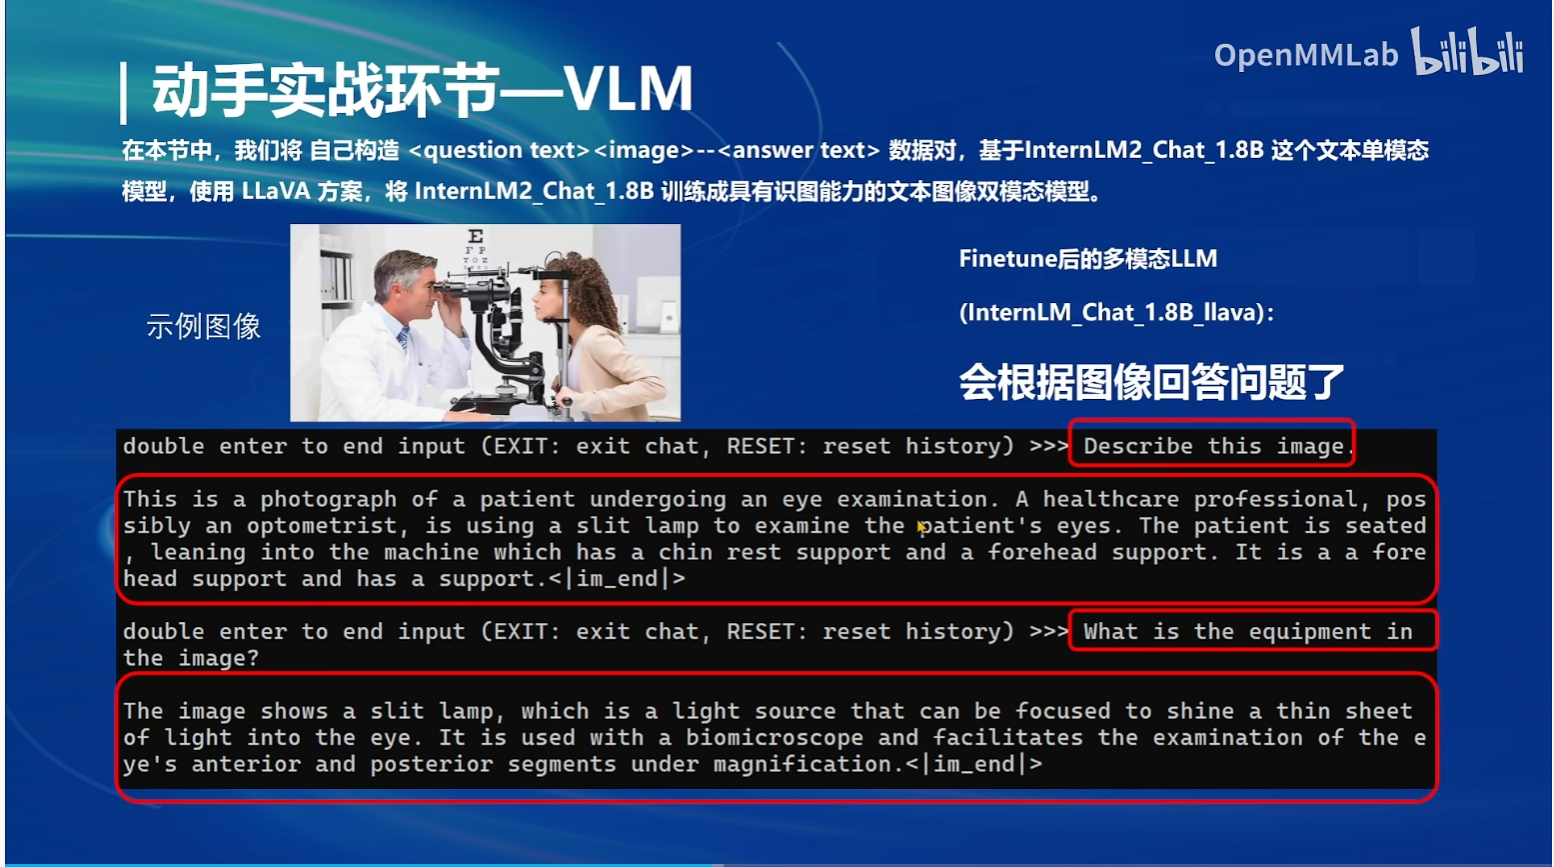 OpenMMLab bilibili
动手实战环节—VLM
在本节中，我们将 自己构造 <question text><image>--<answer text> 数据对，基于InternLM2_Chat_1.8B 这个文本单模态
模型，使用 LLaVA 方案，将 InternLM2_Chat_1.8B 训练成具有识图能力的文本图像双模态模型。
示例图像
E
F P
T O Z
Finetune后的多模态LLM
(InternLM_Chat_1.8B_llava)：
会根据图像回答问题了
double enter to end input (EXIT: exit chat, RESET: reset history) >>> Describe this image.
This is a photograph of a patient undergoing an eye examination. A healthcare professional, pos
sibly an optometrist, is using a slit lamp to examine the patient's eyes. The patient is seated
, leaning into the machine which has a chin rest support and a forehead support. It is a a fore
head support and has a support.<|im_end|>
double enter to end input (EXIT: exit chat, RESET: reset history) >>> What is the equipment in
the image?
The image shows a slit lamp, which is a light source that can be focused to shine a thin sheet
of light into the eye. It is used with a biomicroscope and facilitates the examination of the e
ye's anterior and posterior segments under magnification.<|im_end|>